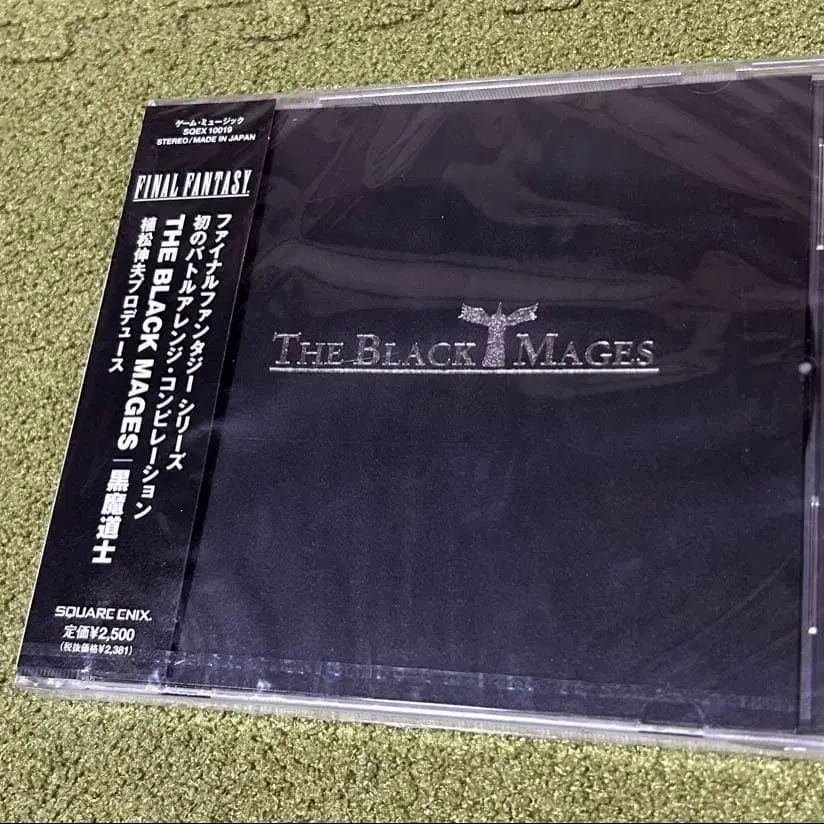 ゲーム・ミュージック
SQEX 10019
STEREO/MADE IN JAPAN
FINAL FANTASY.
ファイナルファンタジー シリーズ
初のバトルアレンジ・コンピレーション
THE BLACK MAGES | 黒魔道士
植松伸夫プロデュース
SQUARE ENIX.
定価¥2,500
(税抜価格¥2,381)
THE BLACK MAGES